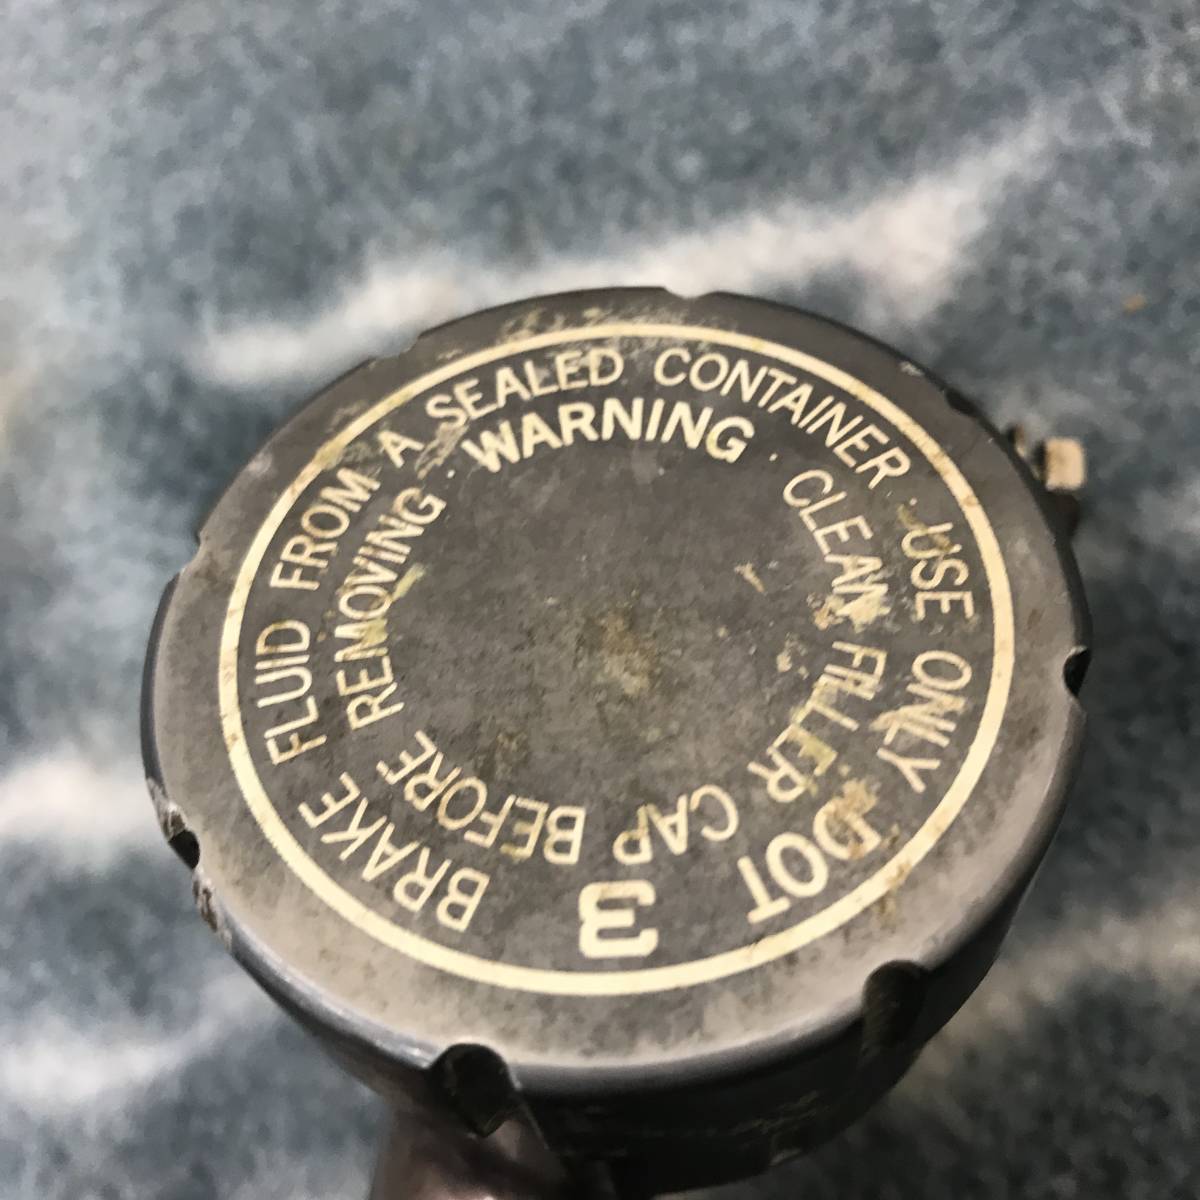 WARNING · CLEAN FILLER CAP BEFORE REMOVING ·
USE ONLY DOT 3 BRAKE FLUID FROM A SEALED CONTAINER ·